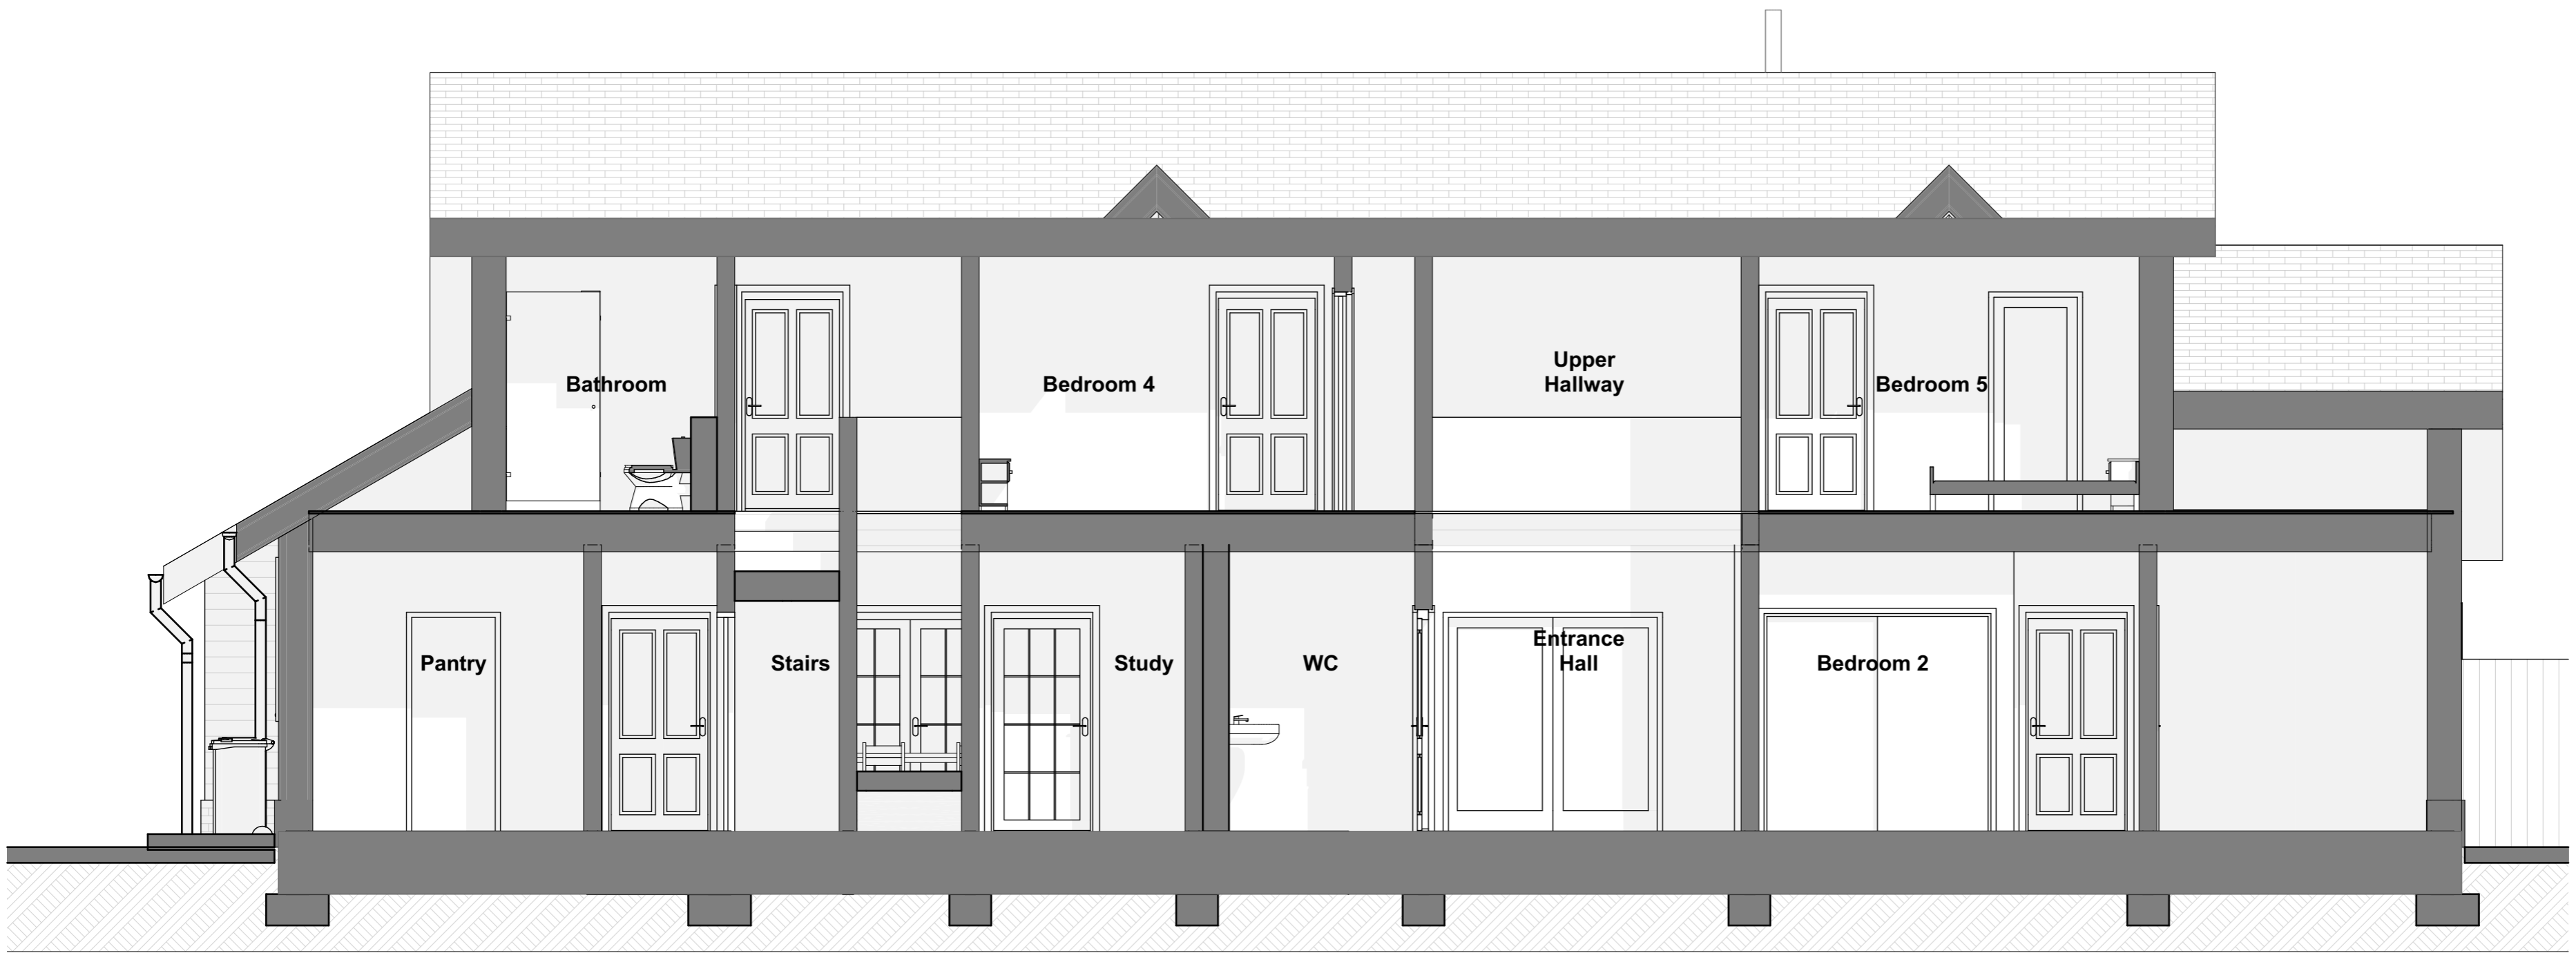 Bathroom
Bedroom 4
Upper
Hallway
Bedroom 5
Pantry
Stairs
Study
WC
Entrance
Hall
Bedroom 2